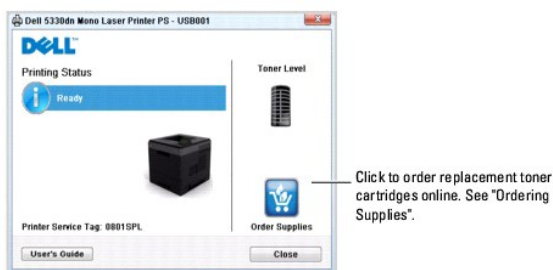 Dell 5330dn Mono Laser Printer PS - USB001
DELL™
Printing Status
Toner Level
i Ready
Click to order replacement toner
cartridges online. See "Ordering
Supplies".
Printer Service Tag: 0801SPL
Order Supplies
User's Guide
Close